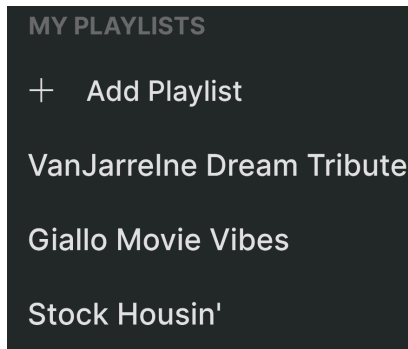 MY PLAYLISTS
+ Add Playlist
VanJarrelne Dream Tribute
Giallo Movie Vibes
Stock Housin'